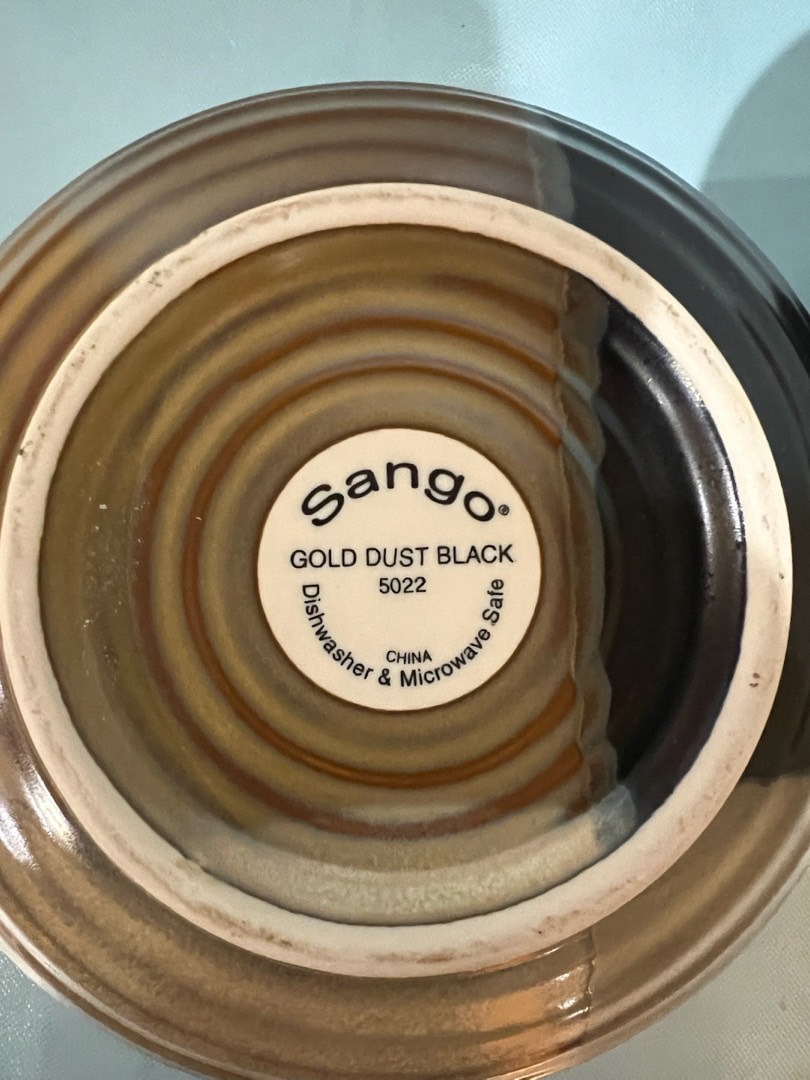 Sango®
GOLD DUST BLACK
5022
CHINA
Dishwasher & Microwave Safe